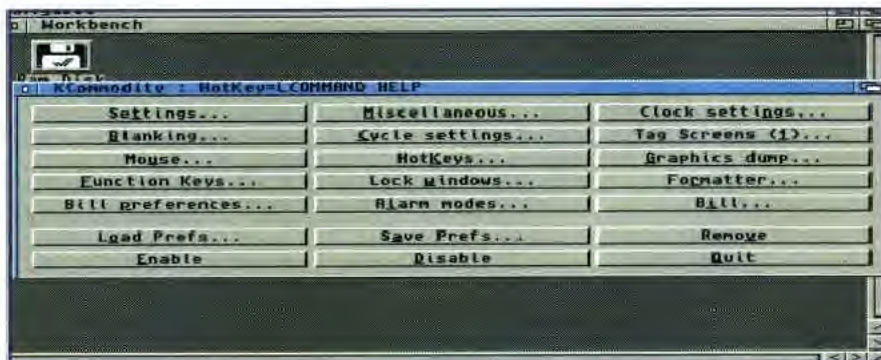 Workbench
Ram Disk
KCommodity : HotKey=LCOMMAND HELP
Settings... Miscellaneous... Clock settings...
Blanking... Cycle settings... Tag Screens (1)...
Mouse... HotKeys... Graphics dump...
Function Keys... Lock windows... Formatter...
Bill preferences... Alarm modes... Bill...
Load Prefs... Save Prefs... Remove
Enable Disable Quit